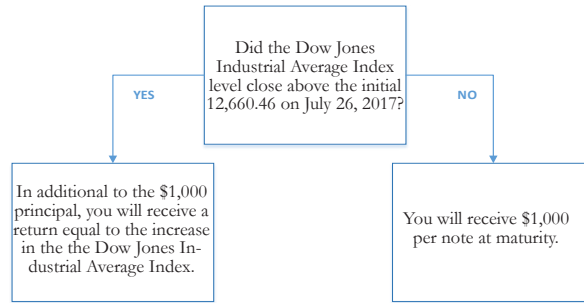 Did the Dow Jones
Industrial Average Index
level close above the initial
12,660.46 on July 26, 2017?
YES
NO
In additional to the $1,000
principal, you will receive a
return equal to the increase
in the the Dow Jones In-
dustrial Average Index.
You will receive $1,000
per note at maturity.